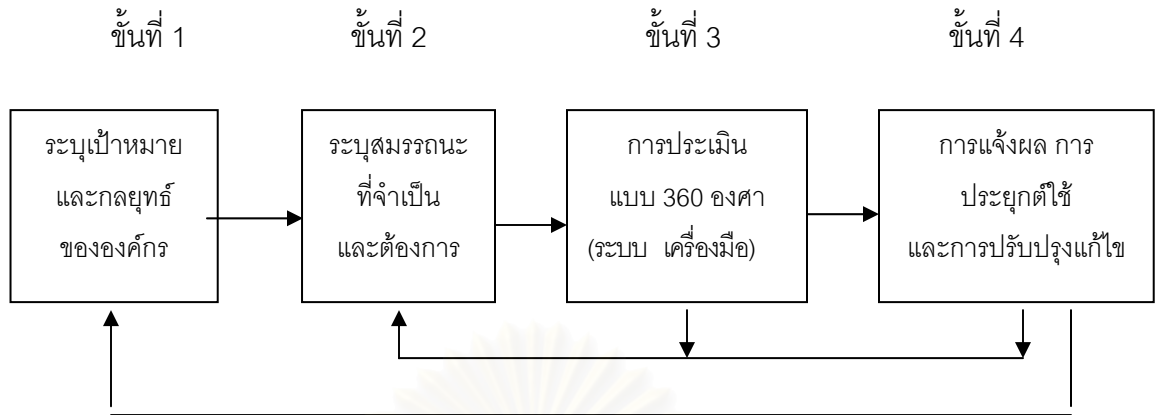 ขั้นที่ 1
ขั้นที่ 2
ขั้นที่ 3
ขั้นที่ 4
ระบุเป้าหมาย
และกลยุทธ์
ขององค์กร
ระบุสมรรถนะ
ที่จำเป็น
และต้องการ
การประเมิน
แบบ 360 องศา
(ระบบ เครื่องมือ)
การแจ้งผล การ
ประยุกต์ใช้
และการปรับปรุงแก้ไข